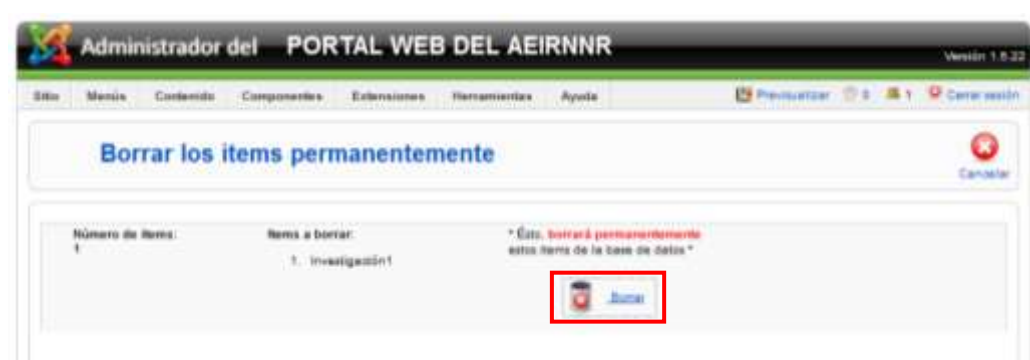 Administrador del PORTAL WEB DEL AEIRNNR
Versión 1.5.22
Sitio Menús Contenido Componentes Extensiones Herramientas Ayuda Previsualizar 0 1 Cerrar sesión
Borrar los items permanentemente
Cancelar
Número de items: Items a borrar: * Ésto, borrará permanentemente
1 estos items de la base de datos *
1. Investigación1
Borrar